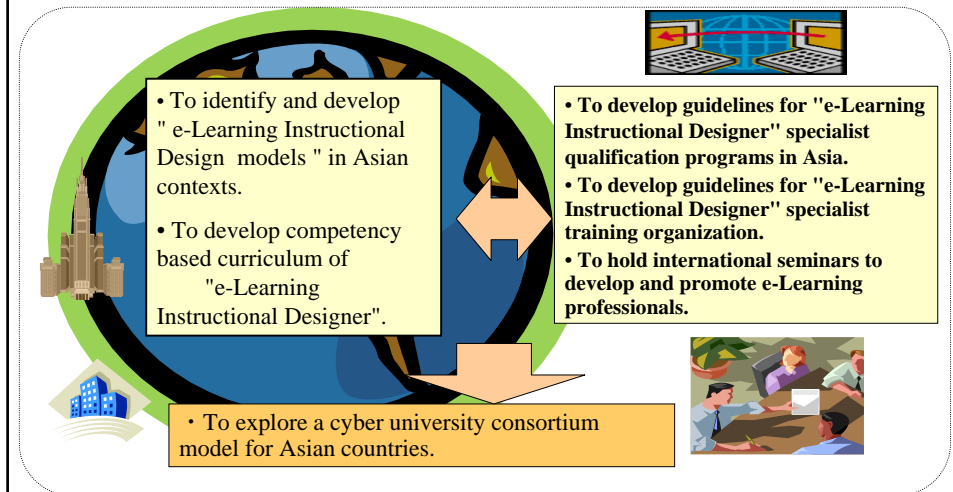 • To identify and develop
" e-Learning Instructional
Design models " in Asian
contexts.
• To develop competency
based curriculum of
"e-Learning
Instructional Designer".
• To develop guidelines for "e-Learning
Instructional Designer" specialist
qualification programs in Asia.
• To develop guidelines for "e-Learning
Instructional Designer" specialist
training organization.
• To hold international seminars to
develop and promote e-Learning
professionals.
・To explore a cyber university consortium
model for Asian countries.